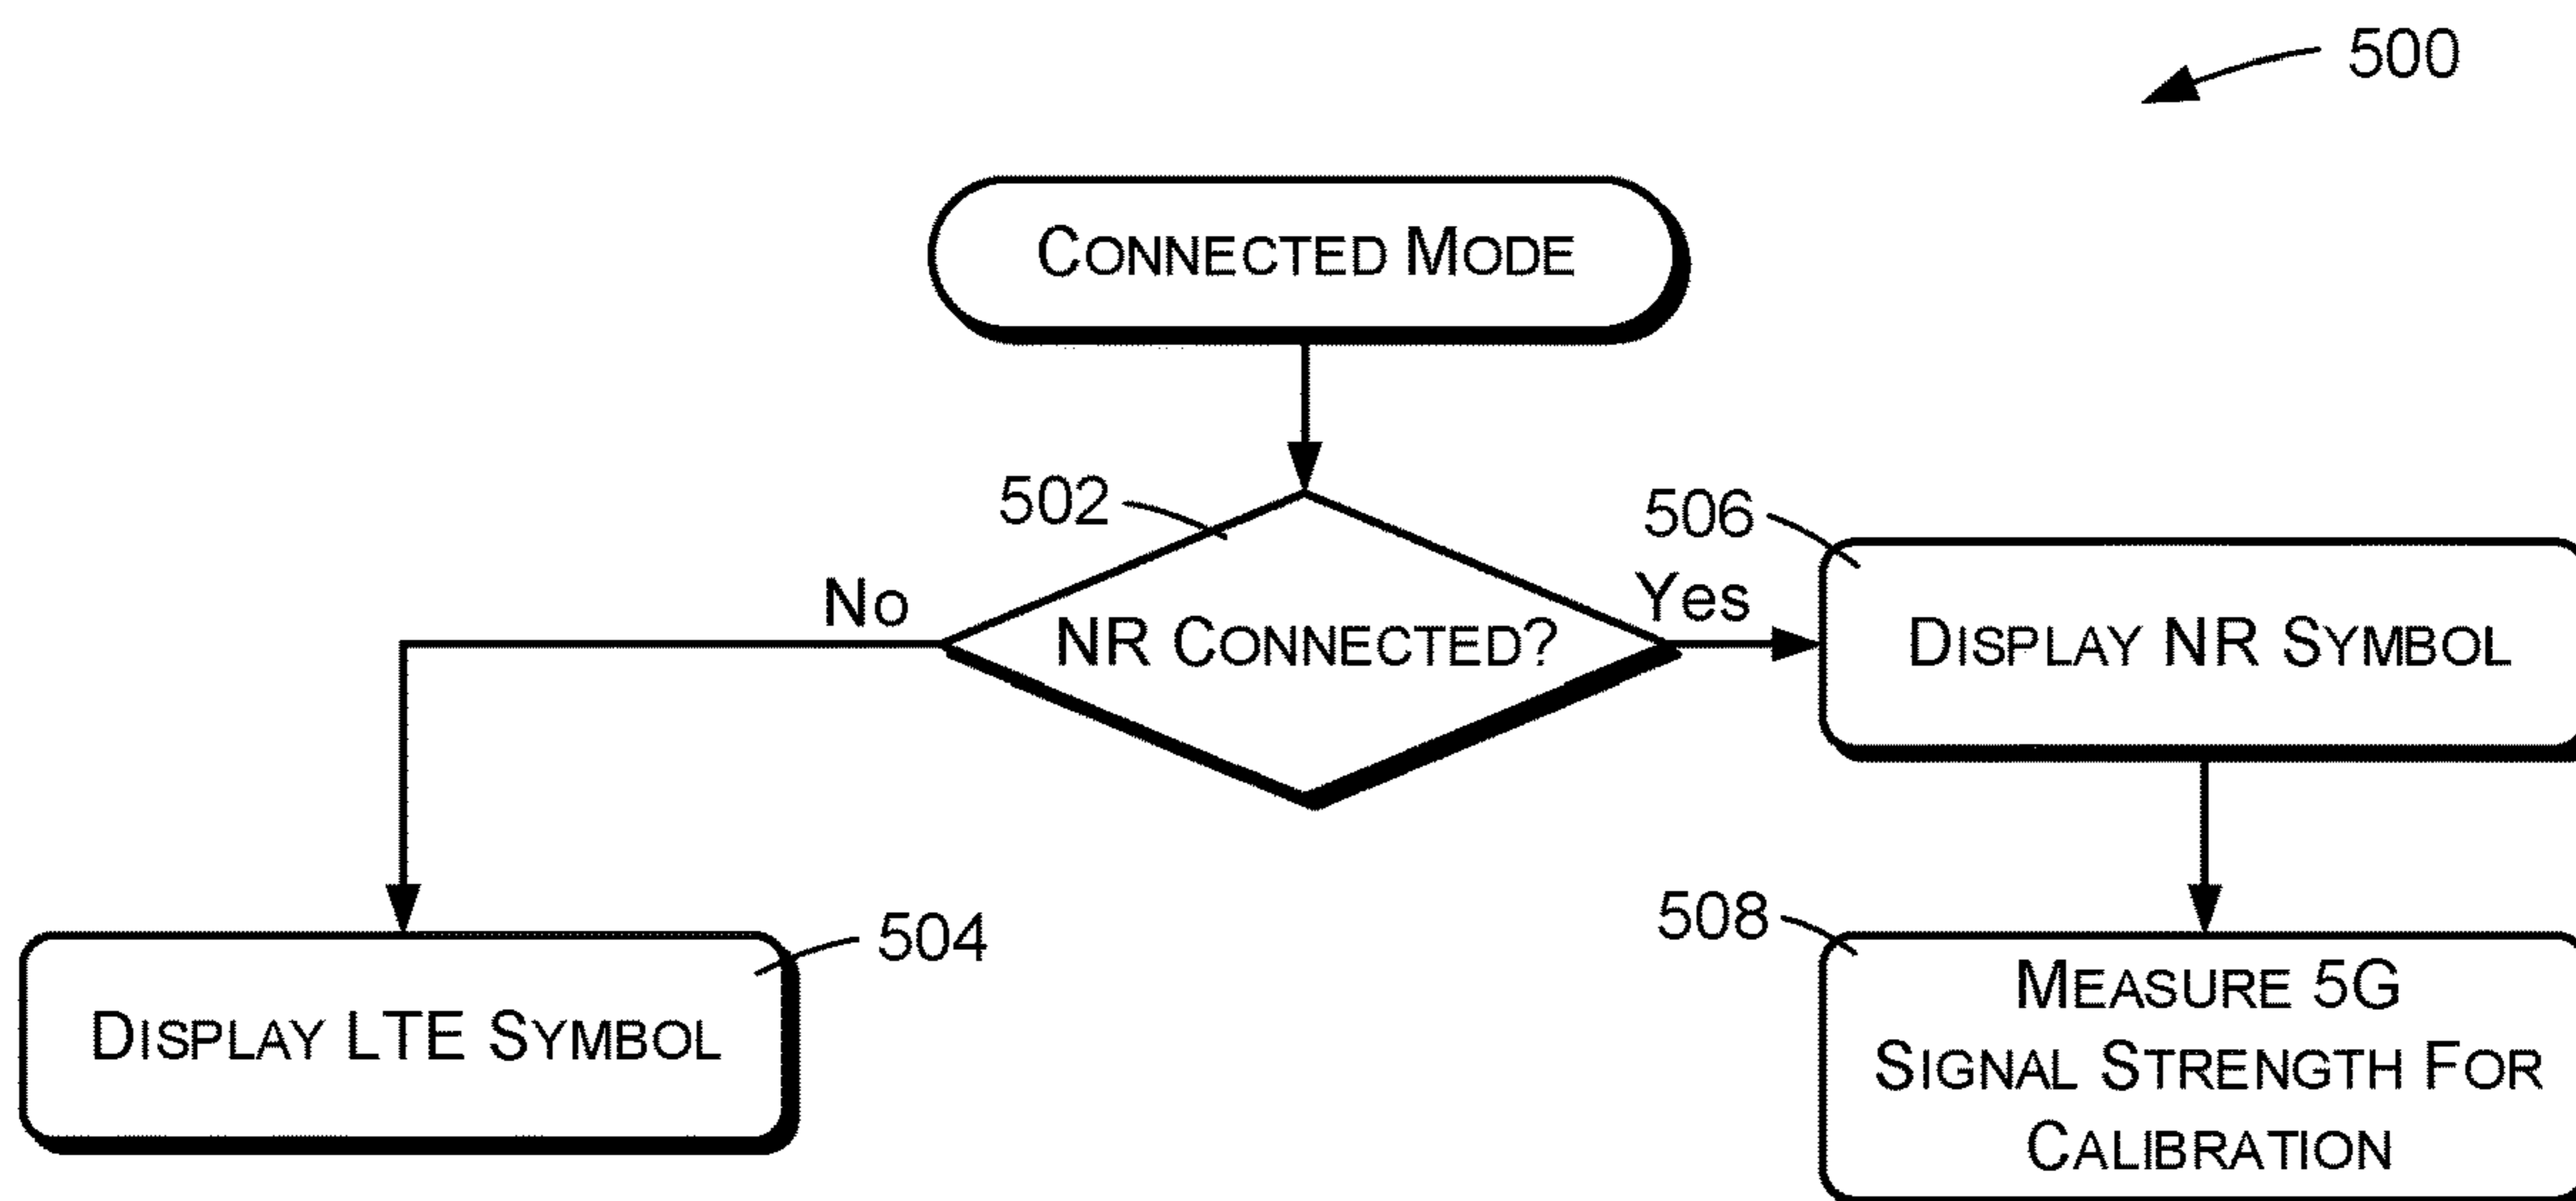 500
CONNECTED MODE
502
NR CONNECTED?
No
Yes
506
DISPLAY NR SYMBOL
504
DISPLAY LTE SYMBOL
508
MEASURE 5G
SIGNAL STRENGTH FOR
CALIBRATION